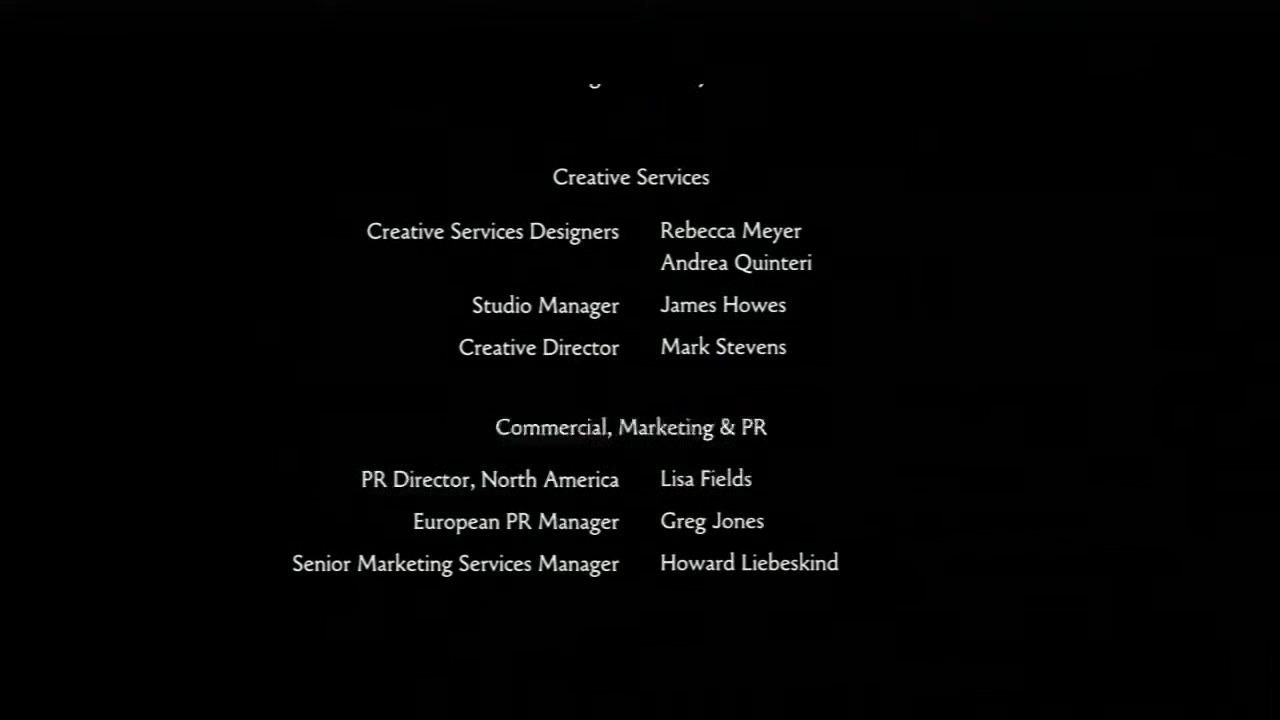 Creative Services
Creative Services Designers Rebecca Meyer
Andrea Quinteri
Studio Manager James Howes
Creative Director Mark Stevens
Commercial, Marketing & PR
PR Director, North America Lisa Fields
European PR Manager Greg Jones
Senior Marketing Services Manager Howard Liebeskind